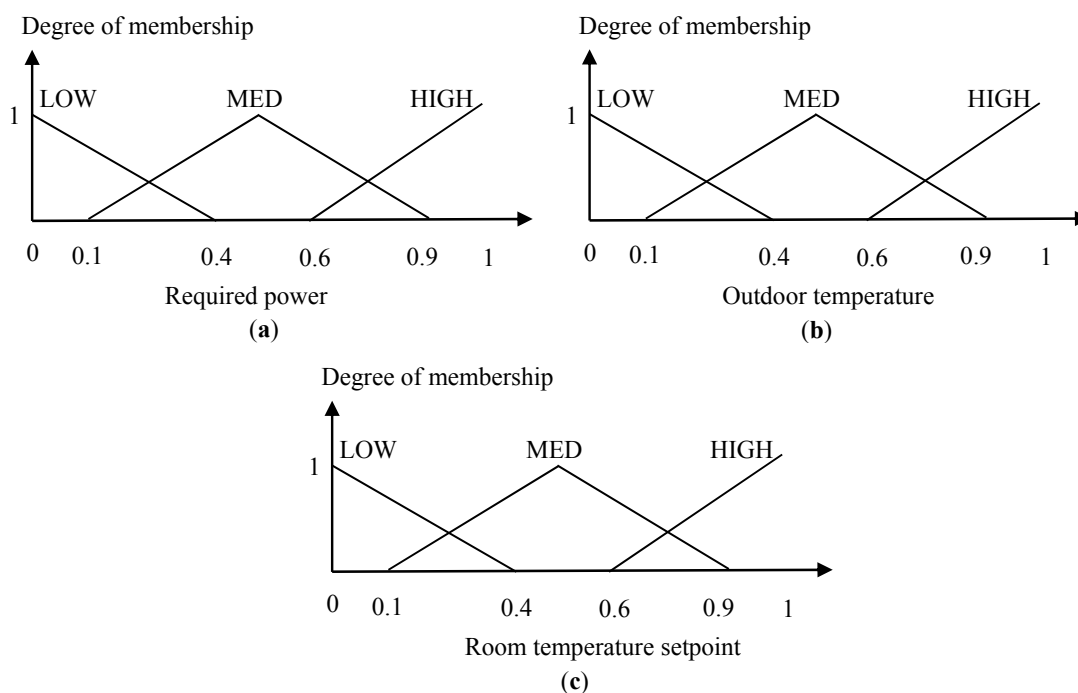 Degree of membership
LOW MED HIGH
1
0 0.1 0.4 0.6 0.9 1
Required power
(a)
Degree of membership
LOW MED HIGH
1
0 0.1 0.4 0.6 0.9 1
Outdoor temperature
(b)
Degree of membership
LOW MED HIGH
1
0 0.1 0.4 0.6 0.9 1
Room temperature setpoint
(c)